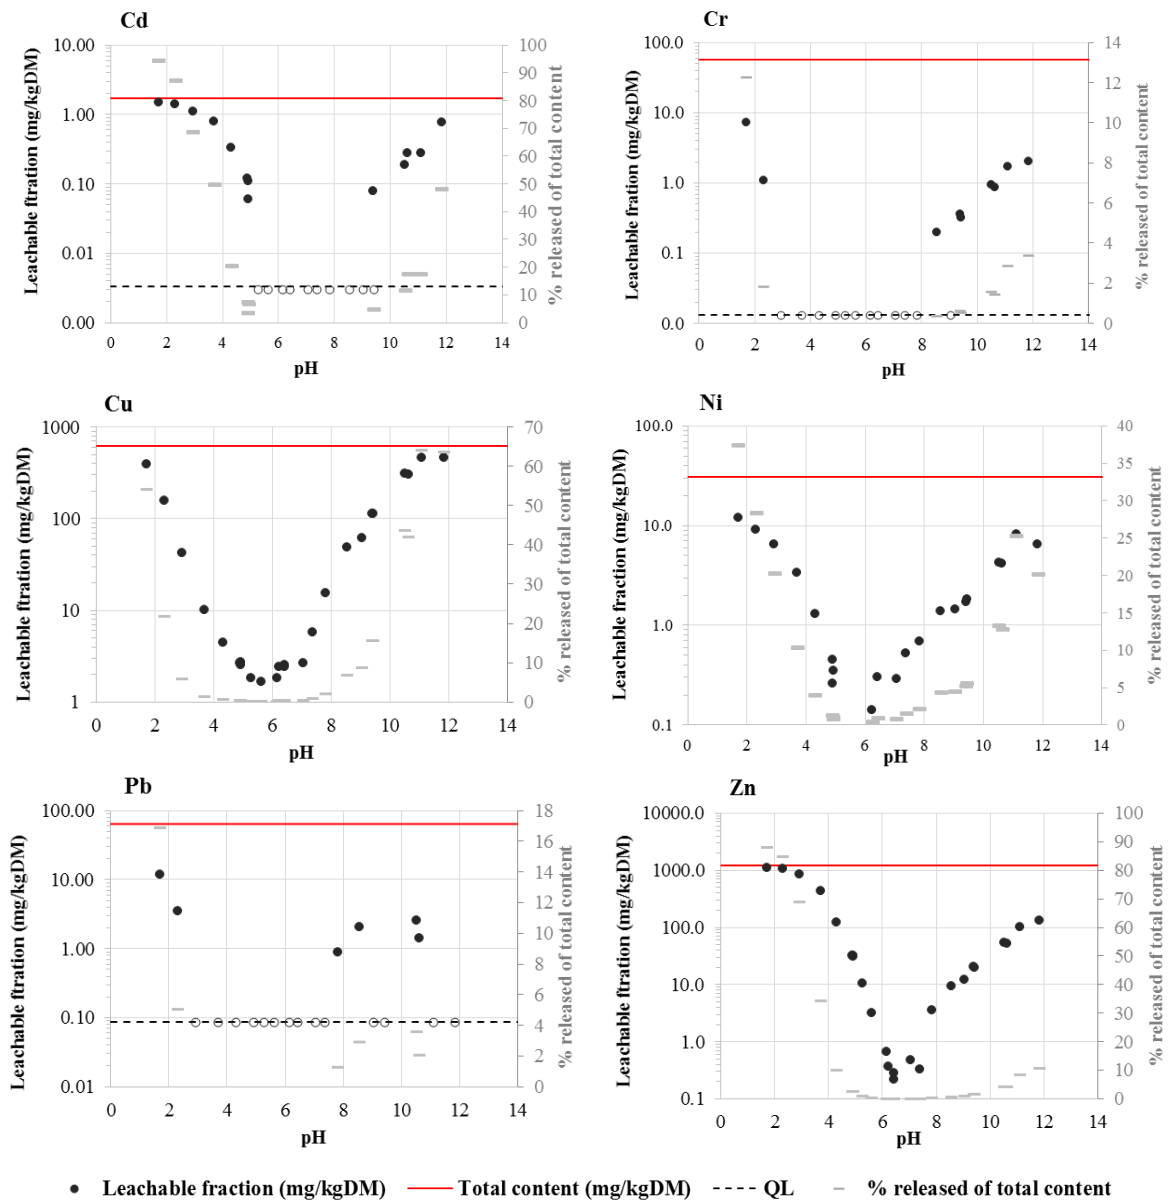 Cd
Leachable ftration (mg/kgDM)
10.00
1.00
0.10
0.01
0.00
0 2 4 6 8 10 12 14
pH
100
90
80
70
60
50
40
30
20
10
0
% released of total content
Cr
Leachable fration (mg/kgDM)
100.0
10.0
1.0
0.1
0.0
0 2 4 6 8 10 12 14
pH
14
12
10
8
6
4
2
0
% released of total content
Cu
Leachable ftration (mg/kgDM)
1000
100
10
1
0 2 4 6 8 10 12 14
pH
70
60
50
40
30
20
10
0
% released of total content
Ni
Leachable fraction (mg/kgDM)
100.0
10.0
1.0
0.1
0 2 4 6 8 10 12 14
pH
40
35
30
25
20
15
10
5
0
% released of total content
Pb
Leachable fraction (mg/kgDM)
100.00
10.00
1.00
0.10
0.01
0 2 4 6 8 10 12 14
pH
18
16
14
12
10
8
6
4
2
0
% released of total content
Zn
Leachable ftration (mg/kgDM)
10000.0
1000.0
100.0
10.0
1.0
0.1
0 2 4 6 8 10 12 14
pH
100
90
80
70
60
50
40
30
20
10
0
% released of total content
Leachable fraction (mg/kgDM) Total content (mg/kgDM) QL % released of total content